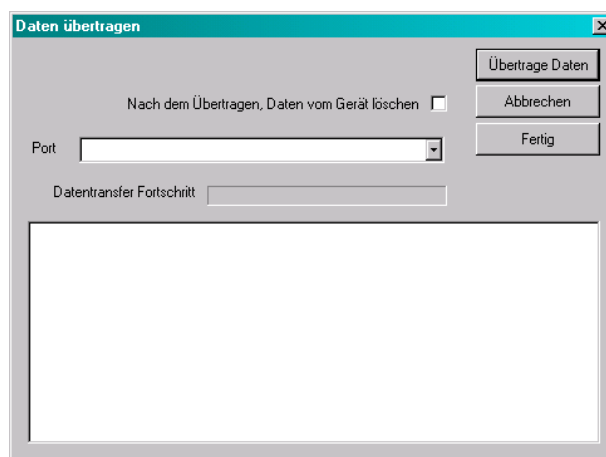 Daten übertragen
Übertrage Daten
Nach dem Übertragen, Daten vom Gerät löschen
Abbrechen
Port
Fertig
Datentransfer Fortschritt